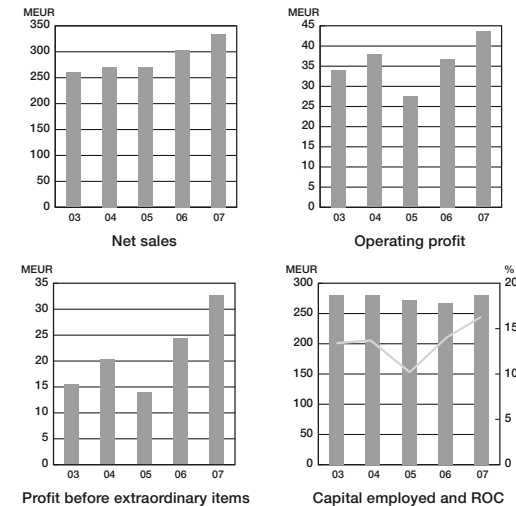 MEUR
350
300
250
200
150
100
50
0
03 04 05 06 07
Net sales
MEUR
45
40
35
30
25
20
15
10
5
0
03 04 05 06 07
Operating profit
MEUR
35
30
25
20
15
10
5
0
03 04 05 06 07
Profit before extraordinary items
MEUR %
300 20
250
15
200
150 10
100
5
50
0 0
03 04 05 06 07
Capital employed and ROC